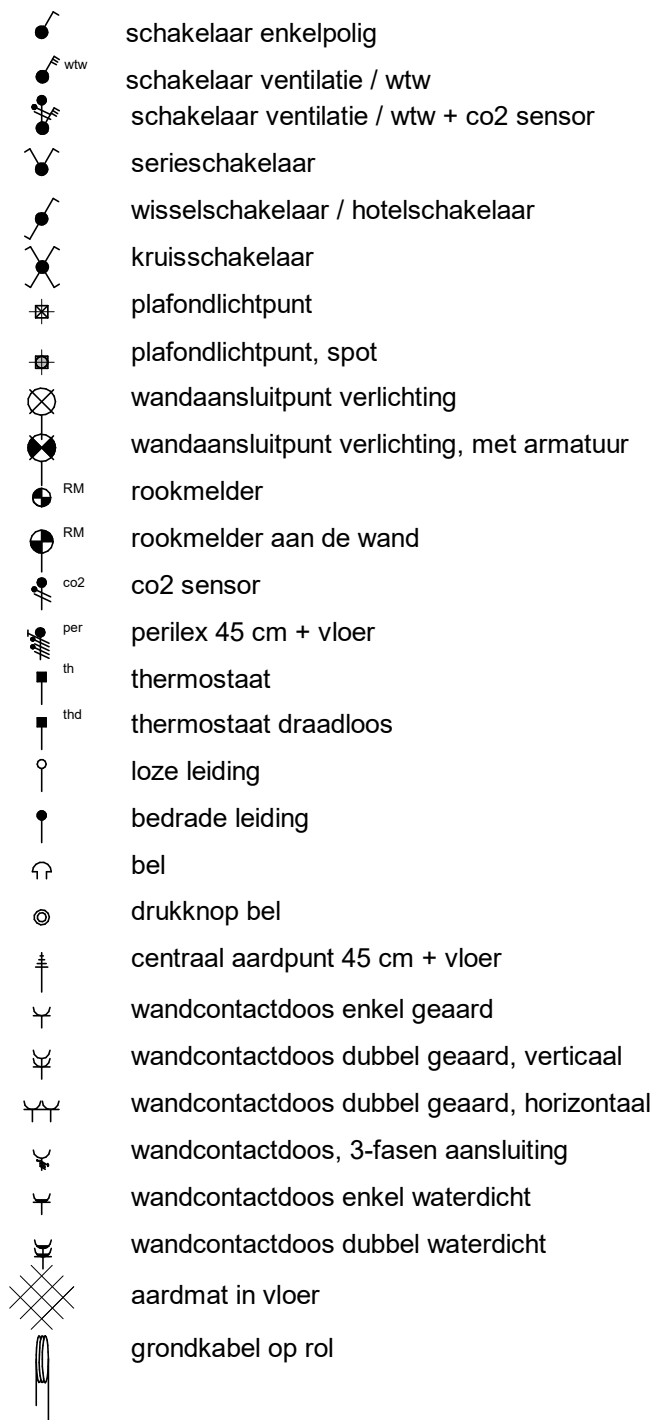 schakelaar enkelpolig
wtw schakelaar ventilatie / wtw
schakelaar ventilatie / wtw + co2 sensor
serieschakelaar
wisselschakelaar / hotelschakelaar
kruisschakelaar
plafondlichtpunt
plafondlichtpunt, spot
wandaansluitpunt verlichting
wandaansluitpunt verlichting, met armatuur
RM rookmelder
RM rookmelder aan de wand
co2 co2 sensor
per perilex 45 cm + vloer
th thermostaat
thd thermostaat draadloos
loze leiding
bedrade leiding
bel
drukknop bel
centraal aardpunt 45 cm + vloer
wandcontactdoos enkel geaard
wandcontactdoos dubbel geaard, verticaal
wandcontactdoos dubbel geaard, horizontaal
wandcontactdoos, 3-fasen aansluiting
wandcontactdoos enkel waterdicht
wandcontactdoos dubbel waterdicht
aardmat in vloer
grondkabel op rol